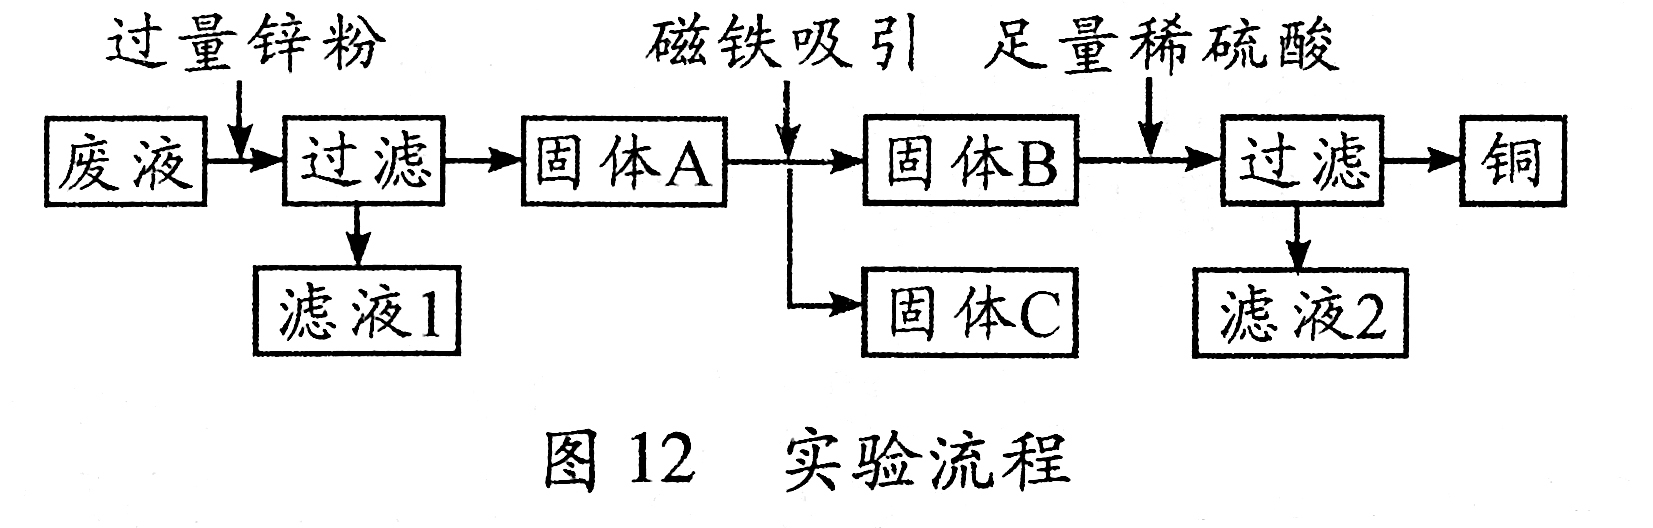 过量锌粉 磁铁吸引 足量稀硫酸
废液 过滤 固体A 固体B 过滤 铜
滤液1 固体C 滤液2
图12 实验流程